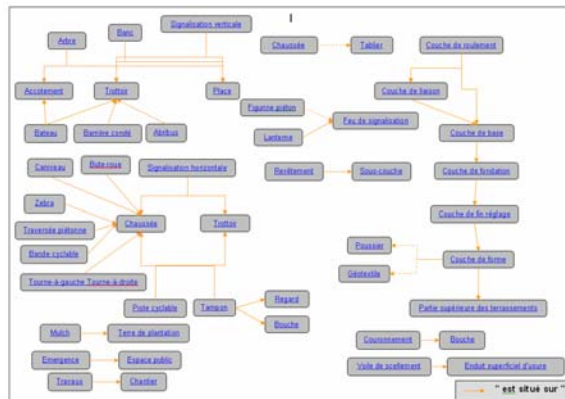 Signalisation verticale
Banc
Arbre
Chaussée
Tablier
Couche de roulement
Accotement
Trottoir
Place
Couche de liaison
Figurine piéton
Feu de signalisation
Lanterne
Bateau
Barrière
Abribus
Couche de base
Caniveau
Bute roue
Signalisation horizontale
Revêtement
Sous-couche
Couche de fondation
Zebra
Couche de fin réglage
Chaussée
Trottoir
Traversée piétonne
Bande cyclable
Poussier
Couche de forme
Géotextile
Tourne-à-gauche Tourne-à-droite
Piste cyclable
Tampon
Regard
Bouche
Partie supérieure des terrassements
Mulch
Terre de plantation
Couronnement
Bouche
Emergence
Espace public
Voile de scellement
Enduit superficiel d'usure
Travaux
Chantier
" est situé sur "